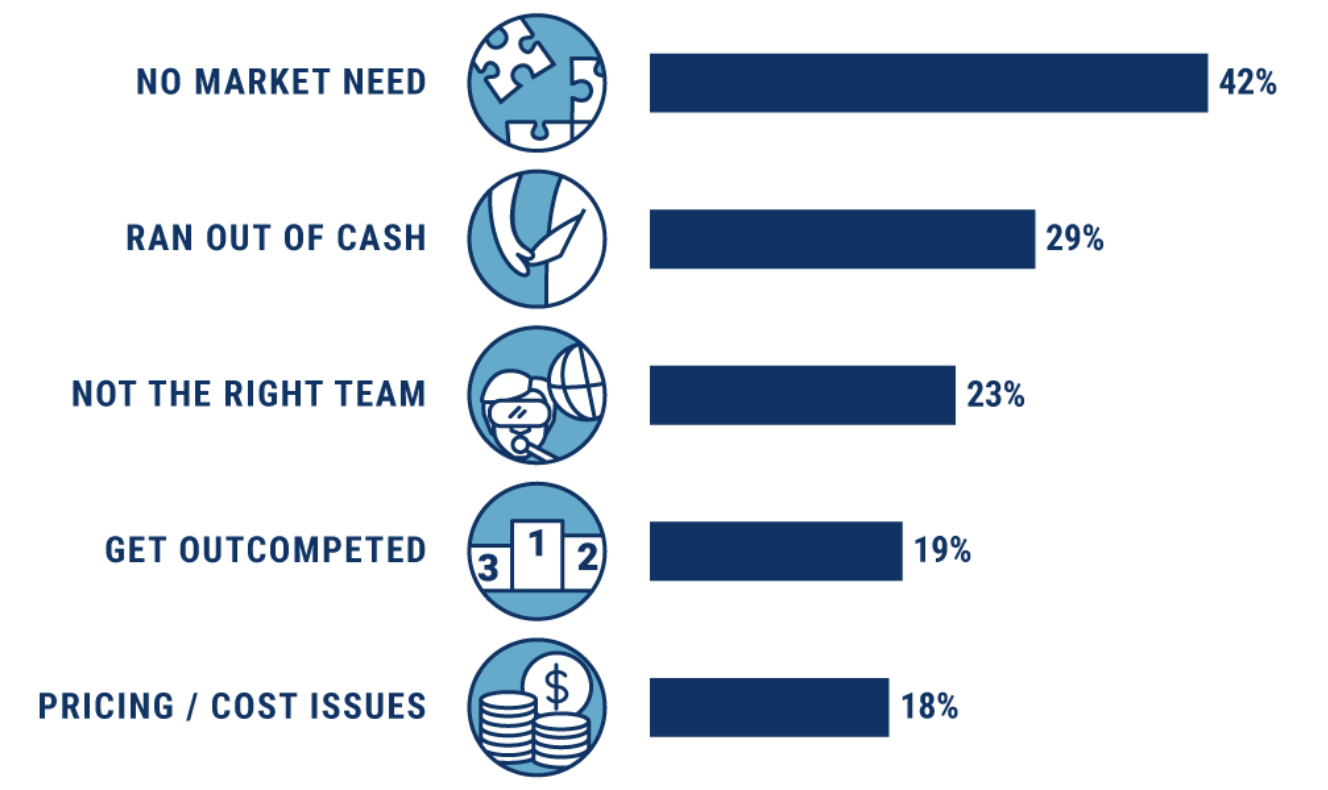 NO MARKET NEED 42%
RAN OUT OF CASH 29%
NOT THE RIGHT TEAM 23%
GET OUTCOMPETED 3 1 2 19%
PRICING / COST ISSUES $ 18%